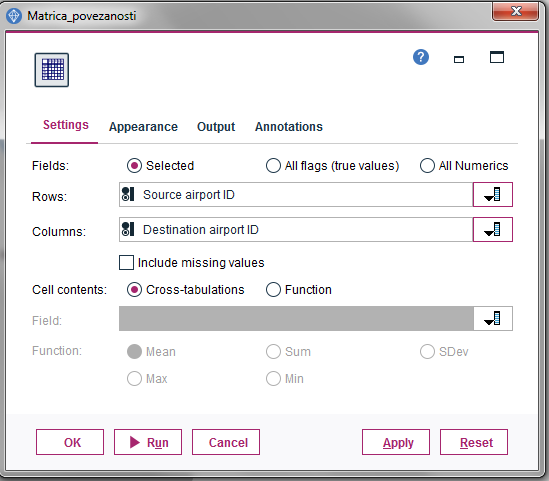 Matrica_povezanosti
?
Settings Appearance Output Annotations
Fields: Selected All flags (true values) All Numerics
Rows: Source airport ID
Columns: Destination airport ID
Include missing values
Cell contents: Cross-tabulations Function
Field:
Function: Mean Sum SDev
Max Min
OK Run Cancel Apply Reset